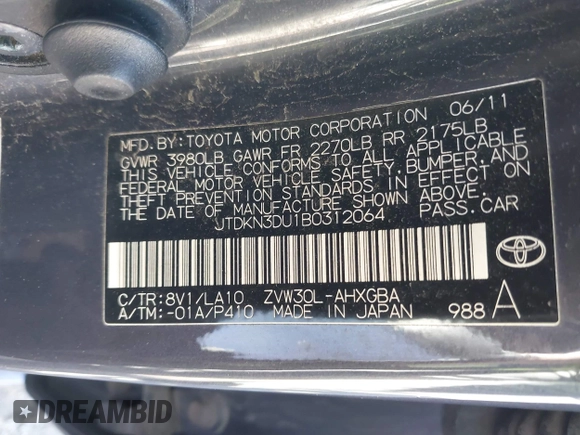 MFD. BY: TOYOTA MOTOR CORPORATION 06/11
GVWR 3980LB GAWR FR 2270LB RR 2175LB
THIS VEHICLE CONFORMS TO ALL APPLICABLE
FEDERAL MOTOR VEHICLE SAFETY, BUMPER, AND
THEFT PREVENTION STANDARDS IN EFFECT ON
THE DATE OF MANUFACTURE SHOWN ABOVE.
JTDKN3DU1B0312064 PASS. CAR
TOYOTA
C/TR: 8V1/LA10 ZVW30L-AHXGBA
A/TM: -01A/P410 MADE IN JAPAN 988 A
DREAMBID